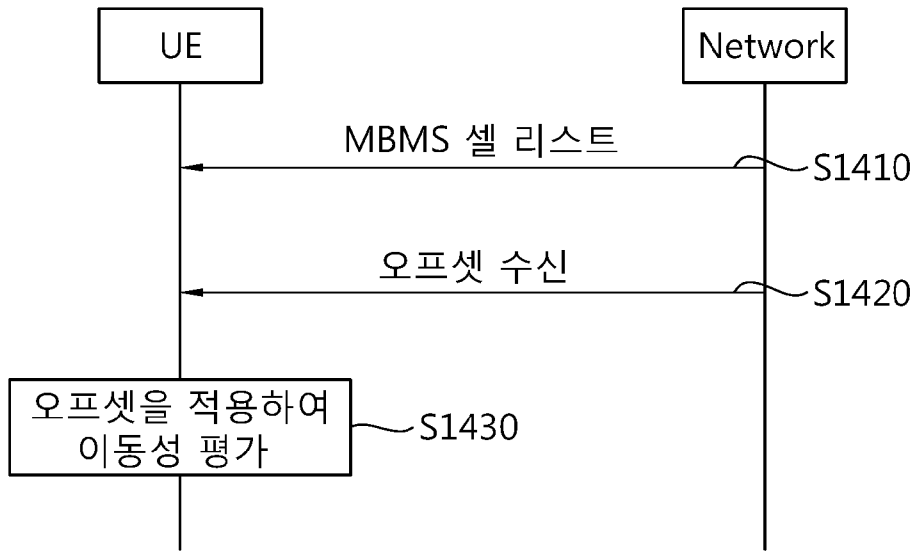 UE
Network
MBMS 셀 리스트
S1410
오프셋 수신
S1420
오프셋을 적용하여
이동성 평가
S1430